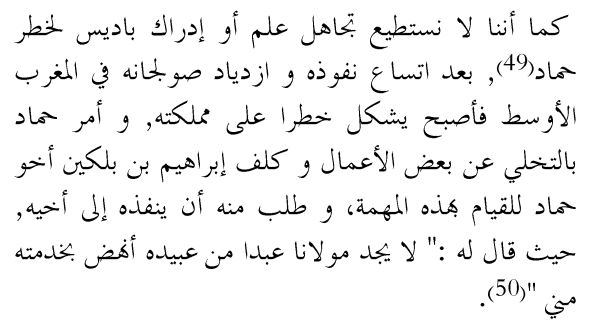 كما أننا لا نستطيع تجاهل علم أو إدراك باديس لخطر
حماد(49), بعد اتساع نفوذه و ازدياد صولجانه في المغرب
الأوسط فأصبح يشكل خطرا على مملكته, و أمر حماد
بالتخلي عن بعض الأعمال و كلف إبراهيم بن بلكين أخو
حماد للقيام بهذه المهمة، و طلب منه أن ينفذه إلى أخيه,
حيث قال له :" لا يجد مولانا عبدا من عبيده أنهض بخدمته
مني "(50).